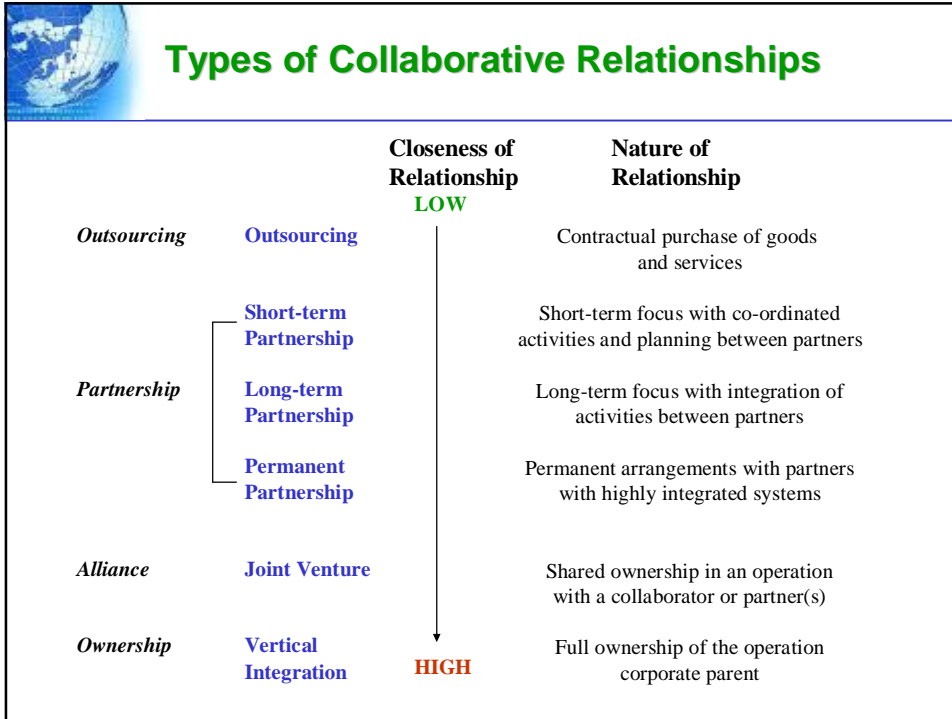 Types of Collaborative Relationships
Closeness of Relationship
Nature of Relationship
LOW
Outsourcing
Outsourcing
Contractual purchase of goods
and services
Short-term
Partnership
Short-term focus with co-ordinated
activities and planning between partners
Partnership
Long-term
Partnership
Long-term focus with integration of
activities between partners
Permanent
Partnership
Permanent arrangements with partners
with highly integrated systems
Alliance
Joint Venture
Shared ownership in an operation
with a collaborator or partner(s)
Ownership
Vertical
Integration
HIGH
Full ownership of the operation
corporate parent